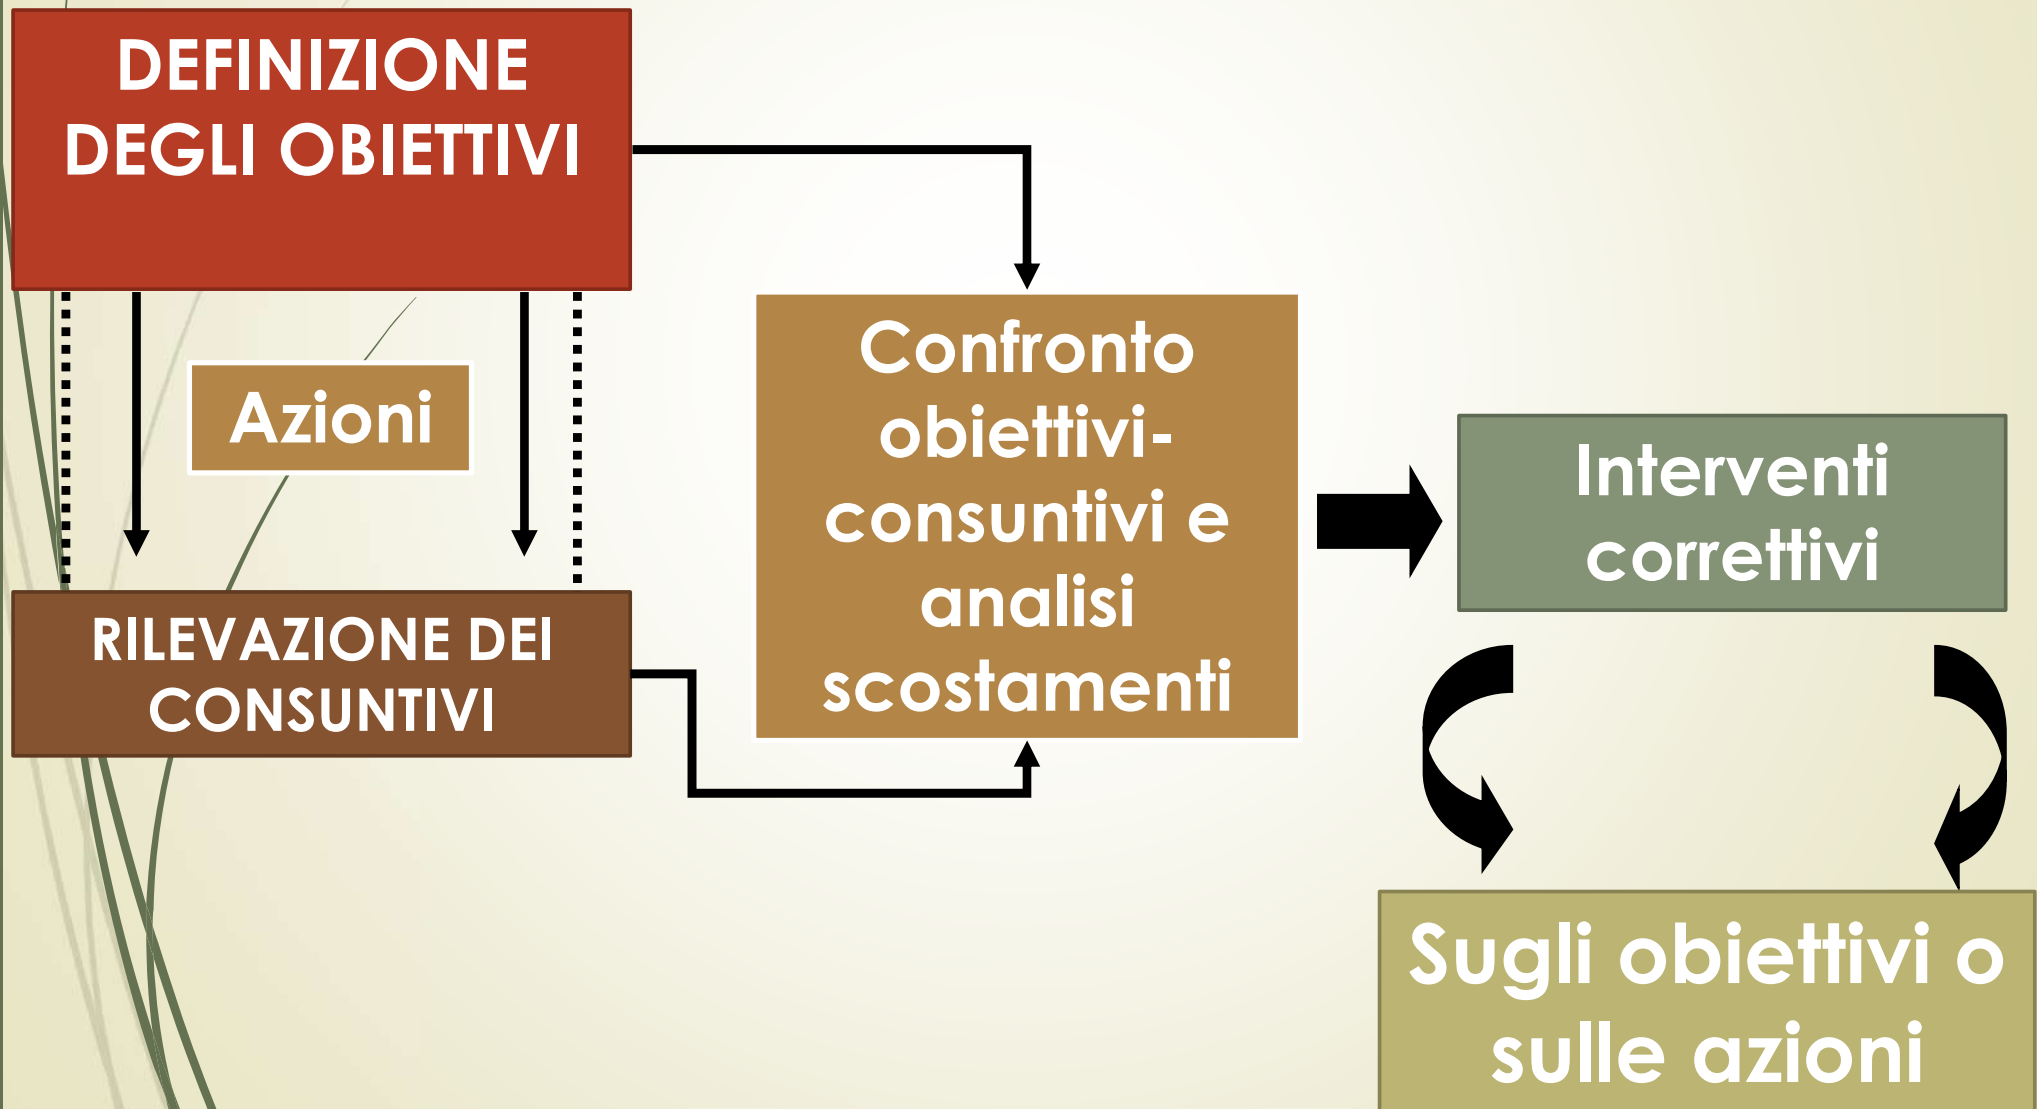 DEFINIZIONE
DEGLI OBIETTIVI
Azioni
RILEVAZIONE DEI
CONSUNTIVI
Confronto
obiettivi-
consuntivi e
analisi
scostamenti
Interventi
correttivi
Sugli obiettivi o
sulle azioni